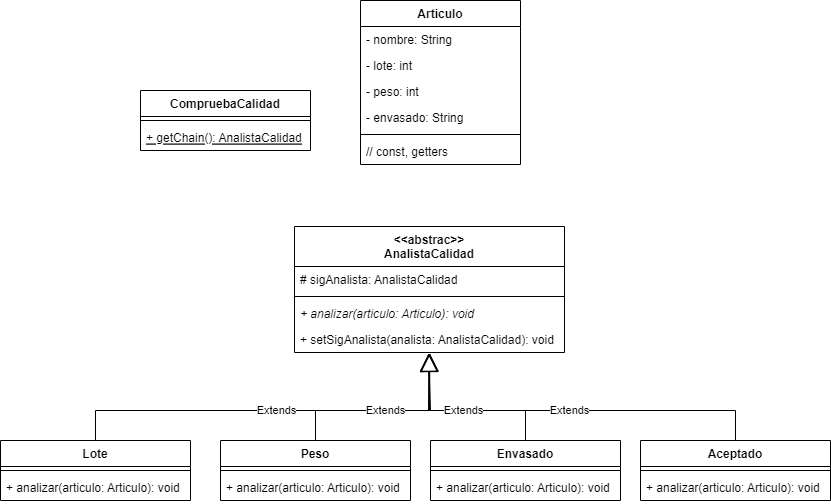 Articulo
- nombre: String
- lote: int
- peso: int
- envasado: String
// const, getters
CompruebaCalidad
+ getChain(): AnalistaCalidad
<<abstrac>>
AnalistaCalidad
# sigAnalista: AnalistaCalidad
+ analizar(articulo: Articulo): void
+ setSigAnalista(analista: AnalistaCalidad): void
Extends
Extends
Extends
Extends
Lote
+ analizar(articulo: Articulo): void
Peso
+ analizar(articulo: Articulo): void
Envasado
+ analizar(articulo: Articulo): void
Aceptado
+ analizar(articulo: Articulo): void